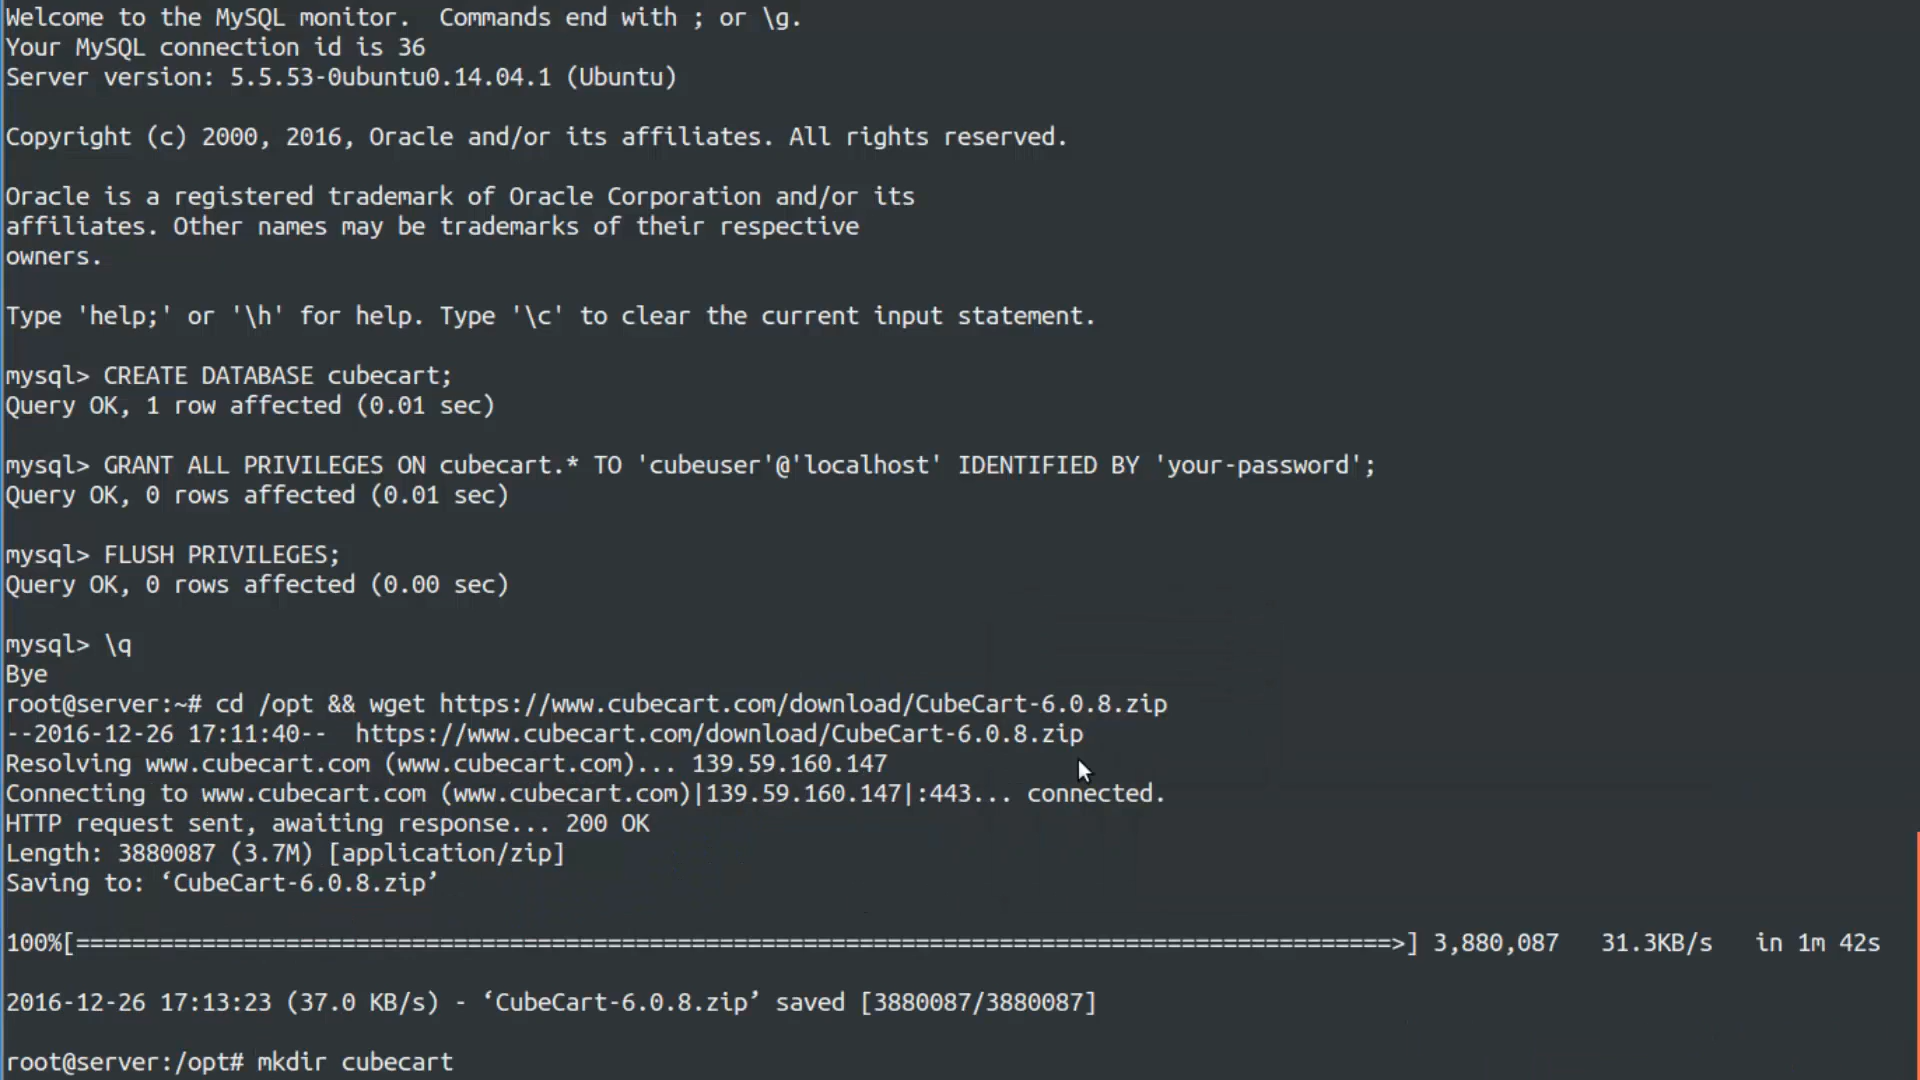 Welcome to the MySQL monitor.  Commands end with ; or \g.
Your MySQL connection id is 36
Server version: 5.5.53-0ubuntu0.14.04.1 (Ubuntu)
Copyright (c) 2000, 2016, Oracle and/or its affiliates. All rights reserved.
Oracle is a registered trademark of Oracle Corporation and/or its
affiliates. Other names may be trademarks of their respective
owners.
Type 'help;' or '\h' for help. Type '\c' to clear the current input statement.
mysql> CREATE DATABASE cubecart;
Query OK, 1 row affected (0.01 sec)
mysql> GRANT ALL PRIVILEGES ON cubecart.* TO 'cubeuser'@'localhost' IDENTIFIED BY 'your-password';
Query OK, 0 rows affected (0.01 sec)
mysql> FLUSH PRIVILEGES;
Query OK, 0 rows affected (0.00 sec)
mysql> \q
Bye
root@server:~# cd /opt && wget https://www.cubecart.com/download/CubeCart-6.0.8.zip
--2016-12-26 17:11:40--  https://www.cubecart.com/download/CubeCart-6.0.8.zip
Resolving www.cubecart.com (www.cubecart.com)... 139.59.160.147
Connecting to www.cubecart.com (www.cubecart.com)|139.59.160.147|:443... connected.
HTTP request sent, awaiting response... 200 OK
Length: 3880087 (3.7M) [application/zip]
Saving to: ‘CubeCart-6.0.8.zip’
100%[==============================================================================================>] 3,880,087   31.3KB/s   in 1m 42s
2016-12-26 17:13:23 (37.0 KB/s) - ‘CubeCart-6.0.8.zip’ saved [3880087/3880087]
root@server:/opt# mkdir cubecart